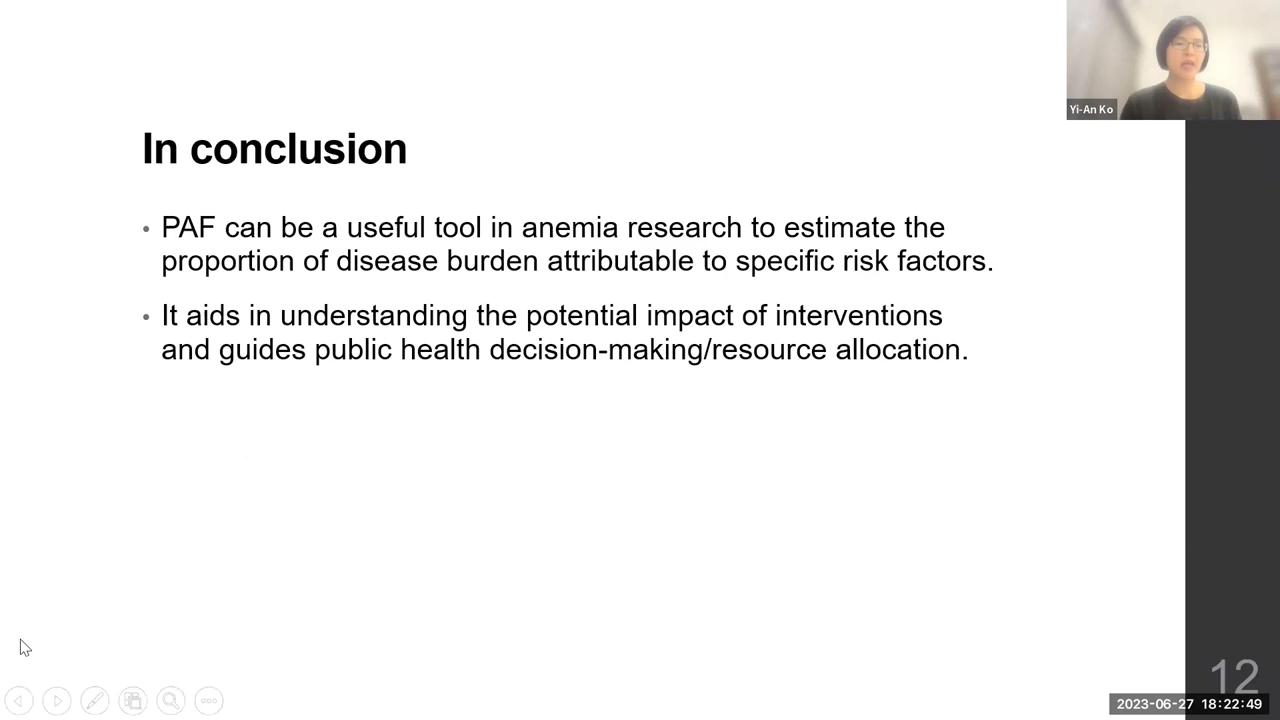 Yi-An Ko
In conclusion
• PAF can be a useful tool in anemia research to estimate the
proportion of disease burden attributable to specific risk factors.
• It aids in understanding the potential impact of interventions
and guides public health decision-making/resource allocation.
12
2023-06-27 18:22:49